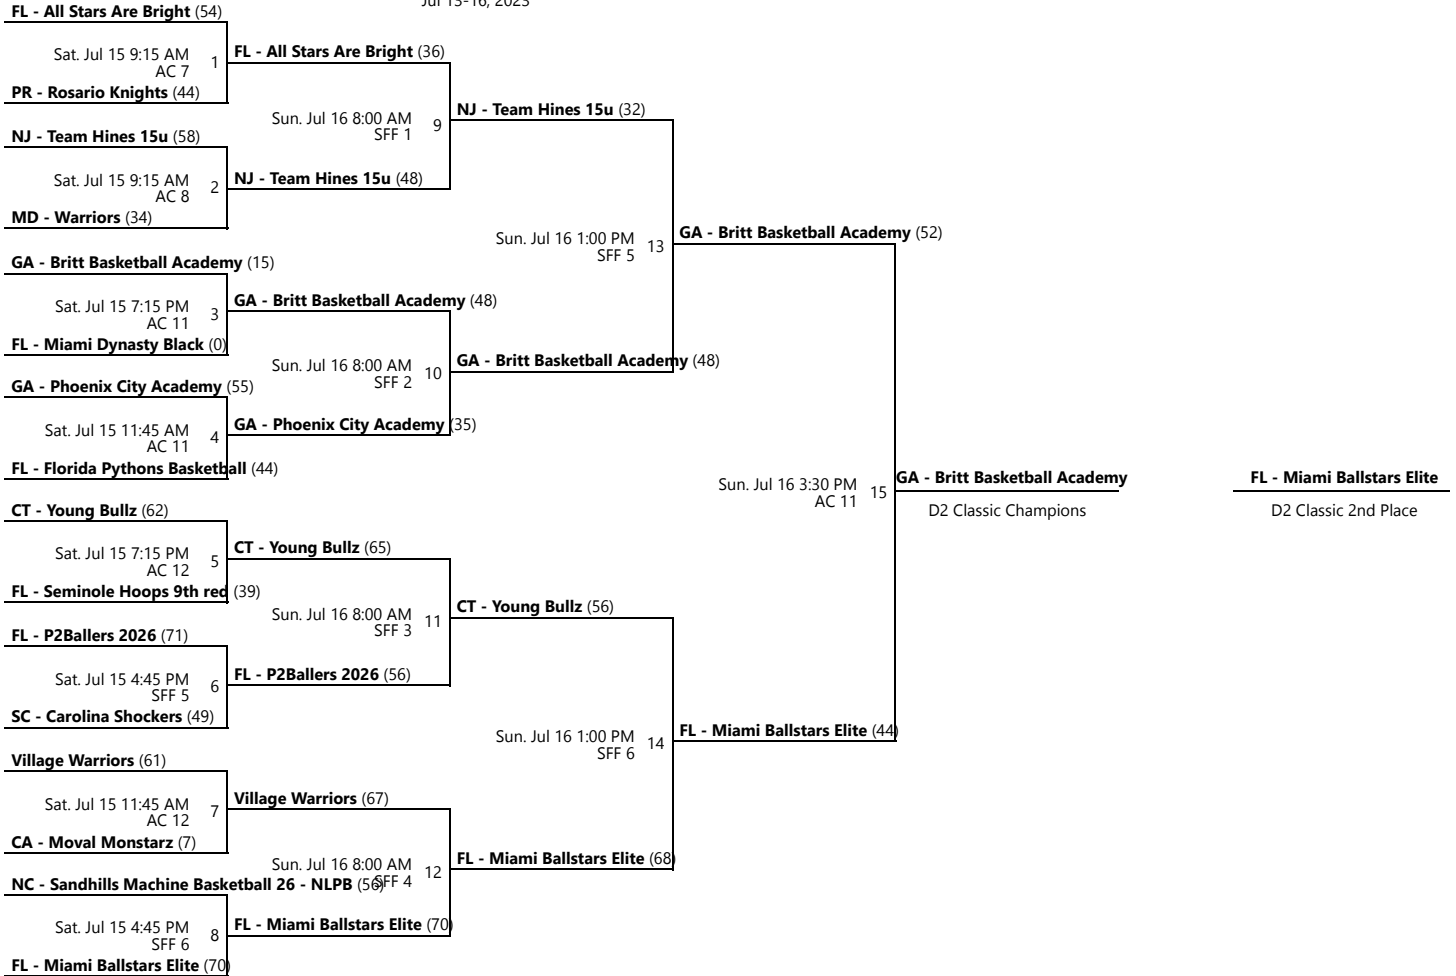 Jul 13-16, 2023
FL - All Stars Are Bright (54)
Sat. Jul 15 9:15 AM
AC 7
1
PR - Rosario Knights (44)
NJ - Team Hines 15u (58)
Sat. Jul 15 9:15 AM
AC 8
2
MD - Warriors (34)
GA - Britt Basketball Academy (15)
Sat. Jul 15 7:15 PM
AC 11
3
FL - Miami Dynasty Black (0)
GA - Phoenix City Academy (55)
Sat. Jul 15 11:45 AM
AC 11
4
FL - Florida Pythons Basketball (44)
CT - Young Bullz (62)
Sat. Jul 15 7:15 PM
AC 12
5
FL - Seminole Hoops 9th red (39)
FL - P2Ballers 2026 (71)
Sat. Jul 15 4:45 PM
SFF 5
6
SC - Carolina Shockers (49)
Village Warriors (61)
Sat. Jul 15 11:45 AM
AC 12
7
CA - Moval Monstarz (7)
NC - Sandhills Machine Basketball 26 - NLPB (56)
Sat. Jul 15 4:45 PM
SFF 6
8
FL - Miami Ballstars Elite (70)
FL - All Stars Are Bright (36)
Sun. Jul 16 8:00 AM
SFF 1
9
NJ - Team Hines 15u (48)
GA - Britt Basketball Academy (48)
Sun. Jul 16 8:00 AM
SFF 2
10
GA - Phoenix City Academy (35)
CT - Young Bullz (65)
Sun. Jul 16 8:00 AM
SFF 3
11
FL - P2Ballers 2026 (56)
Village Warriors (67)
Sun. Jul 16 8:00 AM
SFF 4
12
FL - Miami Ballstars Elite (70)
NJ - Team Hines 15u (32)
Sun. Jul 16 1:00 PM
SFF 5
13
GA - Britt Basketball Academy (48)
CT - Young Bullz (56)
Sun. Jul 16 1:00 PM
SFF 6
14
FL - Miami Ballstars Elite (68)
GA - Britt Basketball Academy (52)
Sun. Jul 16 3:30 PM
AC 11
15
FL - Miami Ballstars Elite (44)
GA - Britt Basketball Academy
D2 Classic Champions
FL - Miami Ballstars Elite
D2 Classic 2nd Place